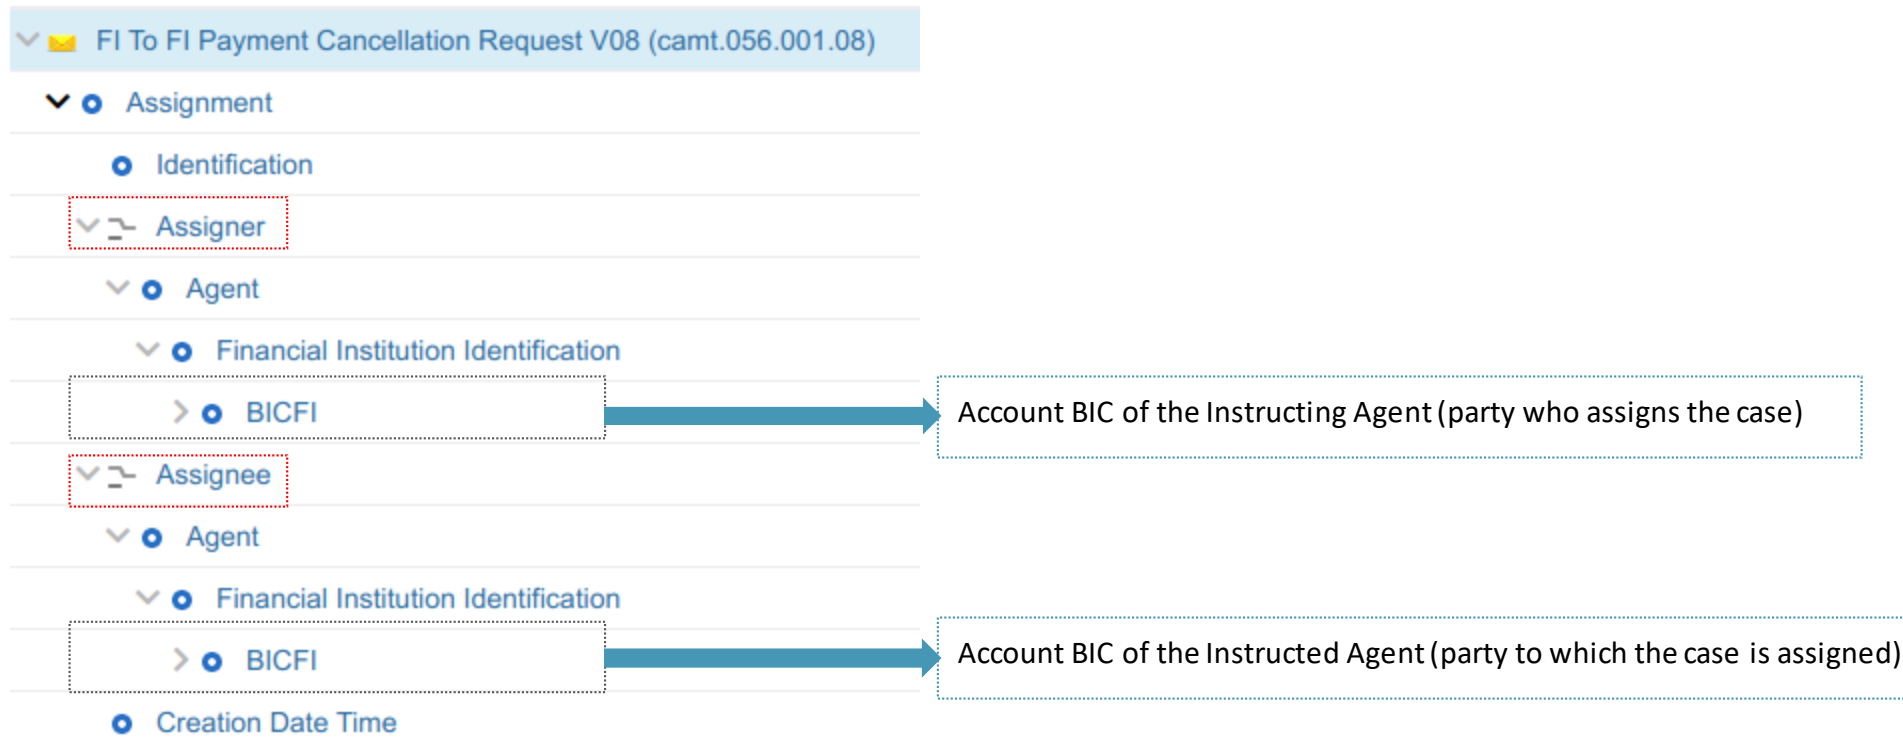 FI To FI Payment Cancellation Request V08 (camt.056.001.08)
Assignment
Identification
Assigner
Agent
Financial Institution Identification
BICFI
Account BIC of the Instructing Agent (party who assigns the case)
Assignee
Agent
Financial Institution Identification
BICFI
Account BIC of the Instructed Agent (party to which the case is assigned)
Creation Date Time